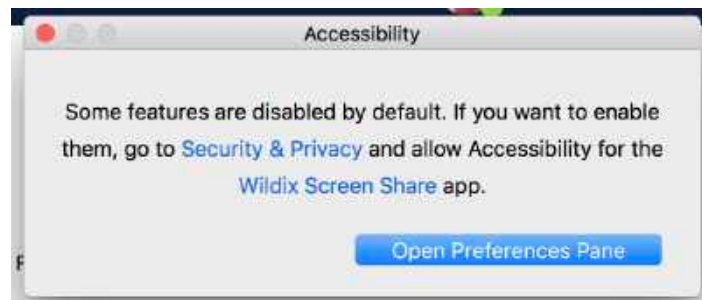 Accessibility
Some features are disabled by default. If you want to enable
them, go to Security & Privacy and allow Accessibility for the
Wildix Screen Share app.
Open Preferences Pane
F